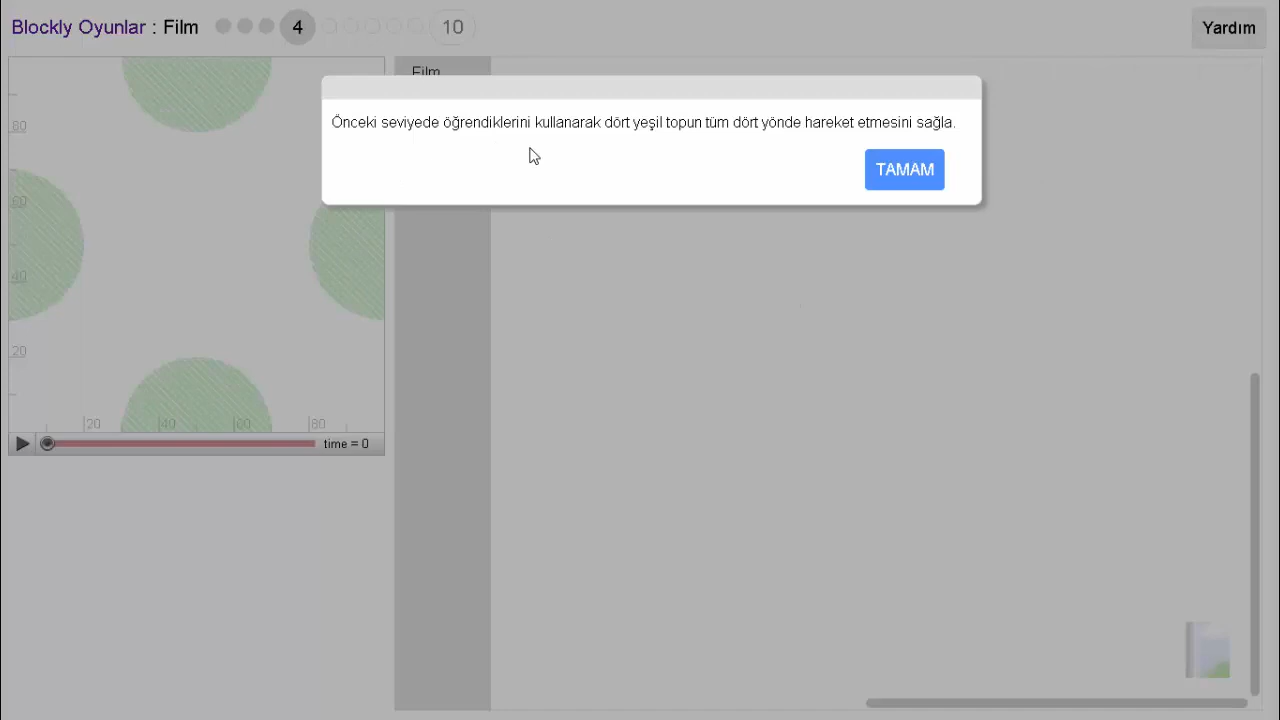 Blockly Oyunlar : Film 4 10
Yardım
Film
Önceki seviyede öğrendiklerini kullanarak dört yeşil topun tüm dört yönde hareket etmesini sağla.
TAMAM
80
60
40
20
20 40 60 80
time = 0